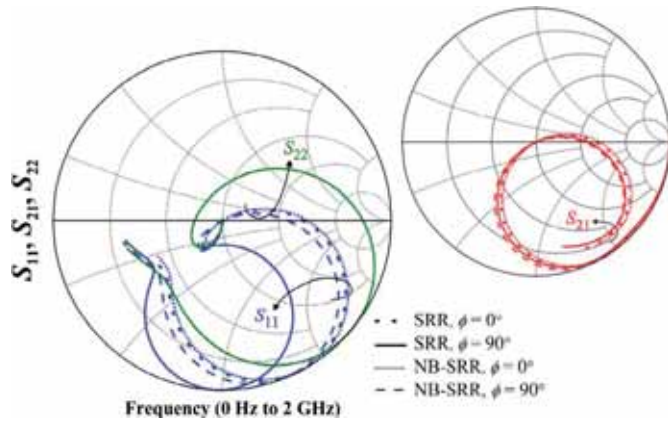 S11, S21, S22
S22
S11
S21
SRR, ϕ = 0°
SRR, ϕ = 90°
NB-SRR, ϕ = 0°
NB-SRR, ϕ = 90°
Frequency (0 Hz to 2 GHz)